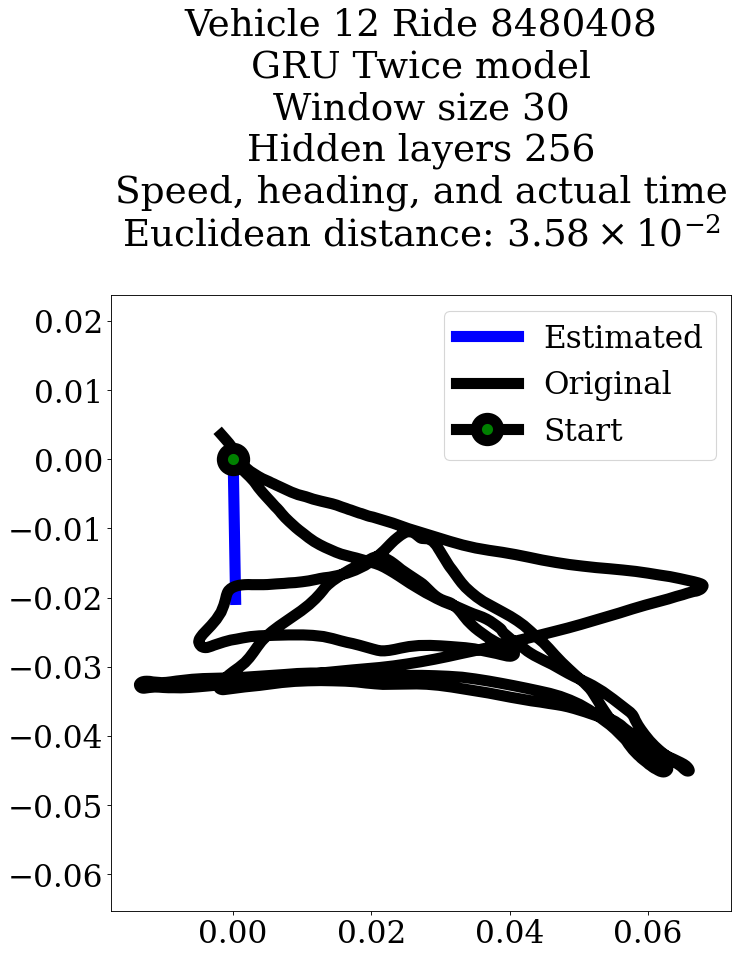 Vehicle 12 Ride 8480408
GRU Twice model
Window size 30
Hidden layers 256
Speed, heading, and actual time
Euclidean distance: 3.58 × 10⁻²
Estimated
Original
Start
0.02
0.01
0.00
−0.01
−0.02
−0.03
−0.04
−0.05
−0.06
0.00 0.02 0.04 0.06